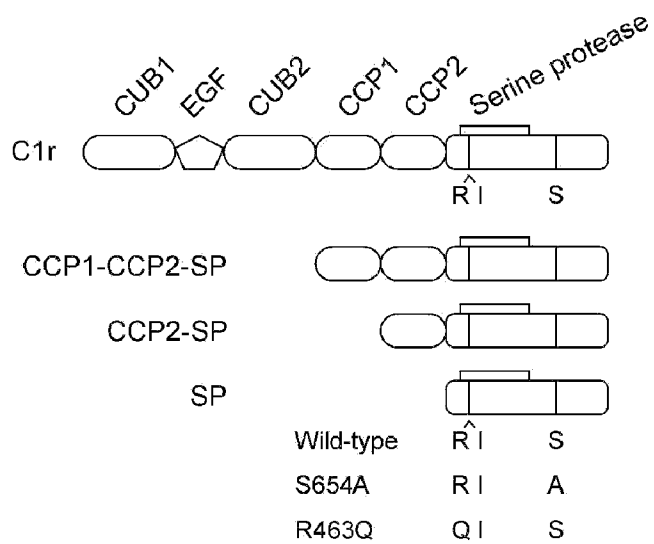 CUB1 EGF CUB2 CCP1 CCP2 Serine protease
C1r
R^I S
CCP1-CCP2-SP
CCP2-SP
SP
Wild-type R^I S
S654A R I A
R463Q Q I S